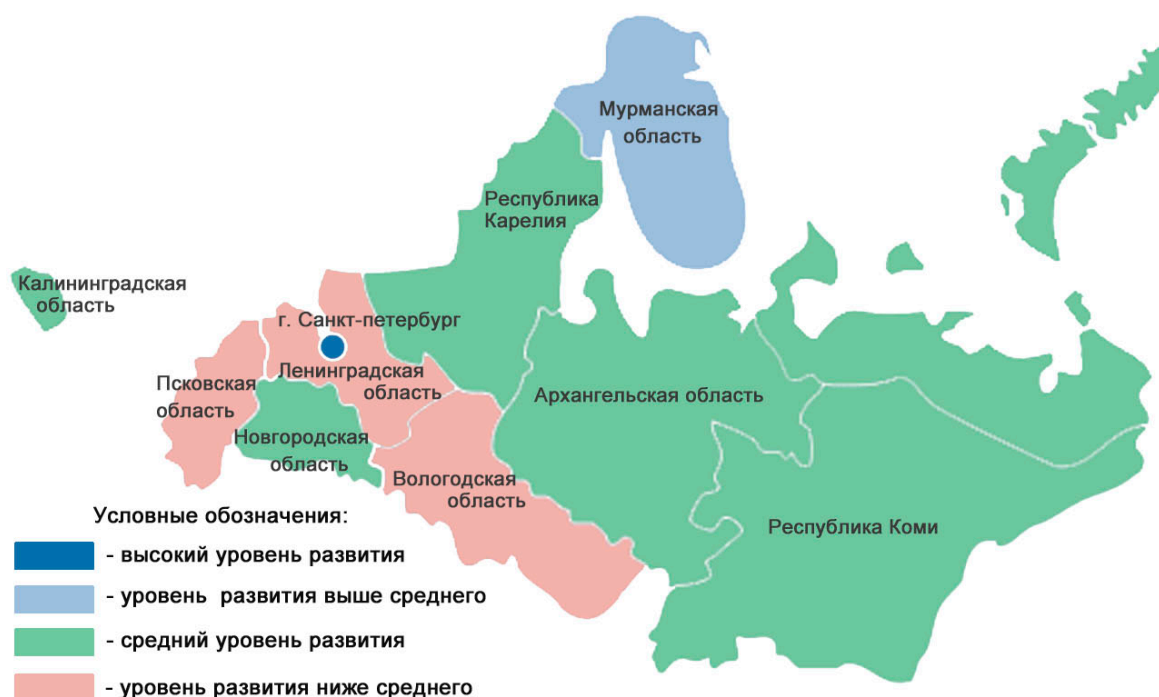 Мурманская
область
Республика
Карелия
Калининградская
область
г. Санкт-петербург
Ленинградская
область
Псковская
область
Архангельская область
Новгородская
область
Вологодская
область
Республика Коми
Условные обозначения:
- высокий уровень развития
- уровень развития выше среднего
- средний уровень развития
- уровень развития ниже среднего